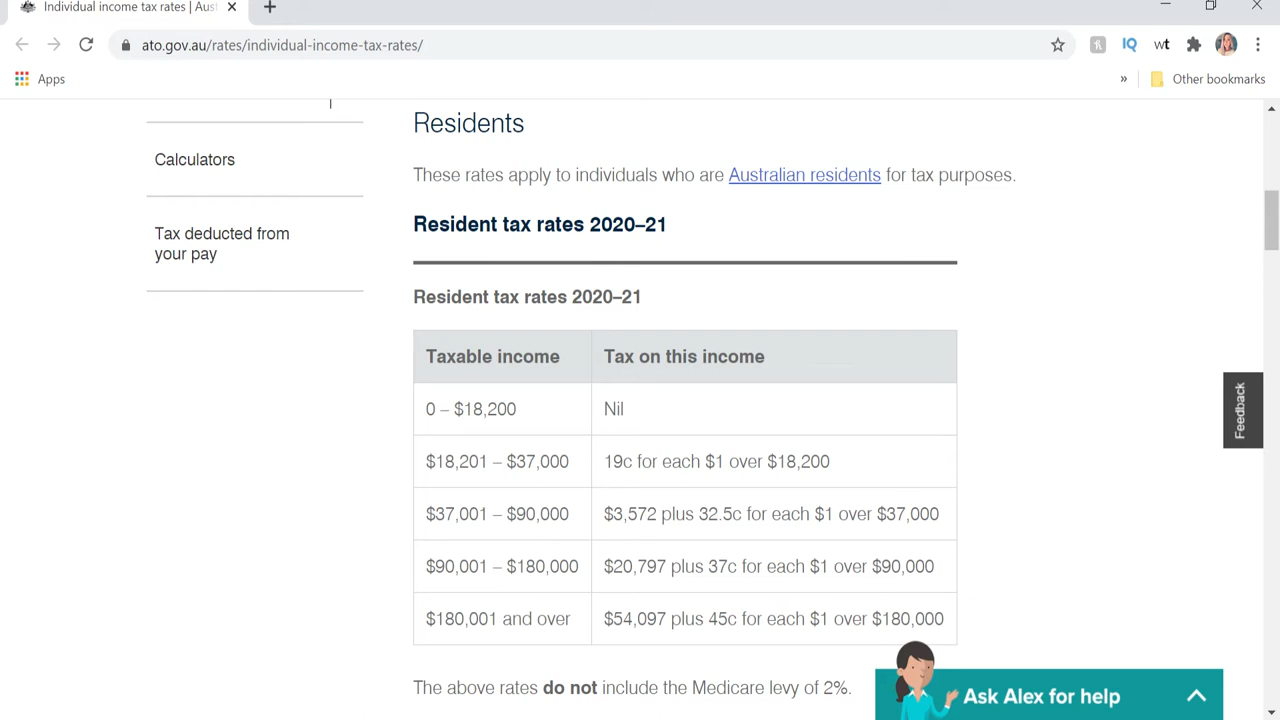 Individual income tax rates | Aus
ato.gov.au/rates/individual-income-tax-rates/
IQ
wt
Apps
»
Other bookmarks
Calculators
Tax deducted from
your pay
Residents
These rates apply to individuals who are Australian residents for tax purposes.
Resident tax rates 2020–21
Resident tax rates 2020–21
Taxable income Tax on this income
0 – $18,200 Nil
$18,201 – $37,000 19c for each $1 over $18,200
$37,001 – $90,000 $3,572 plus 32.5c for each $1 over $37,000
$90,001 – $180,000 $20,797 plus 37c for each $1 over $90,000
$180,001 and over $54,097 plus 45c for each $1 over $180,000
The above rates do not include the Medicare levy of 2%.
Feedback
Ask Alex for help